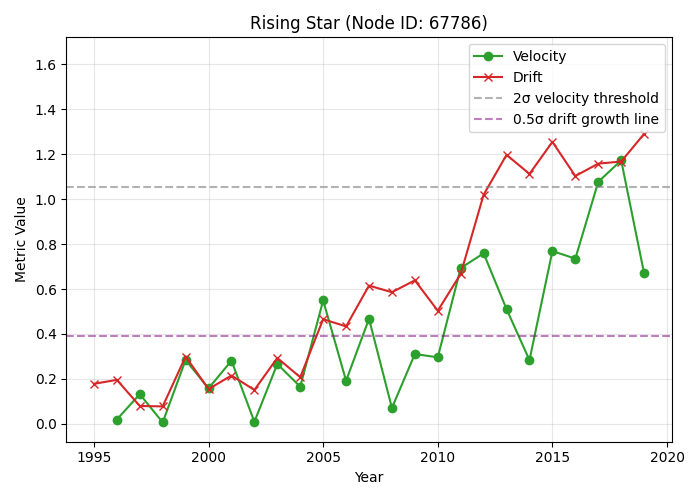 Rising Star (Node ID: 67786)
Velocity
Drift
2σ velocity threshold
0.5σ drift growth line
Metric Value
1.6
1.4
1.2
1.0
0.8
0.6
0.4
0.2
0.0
1995 2000 2005 2010 2015 2020
Year